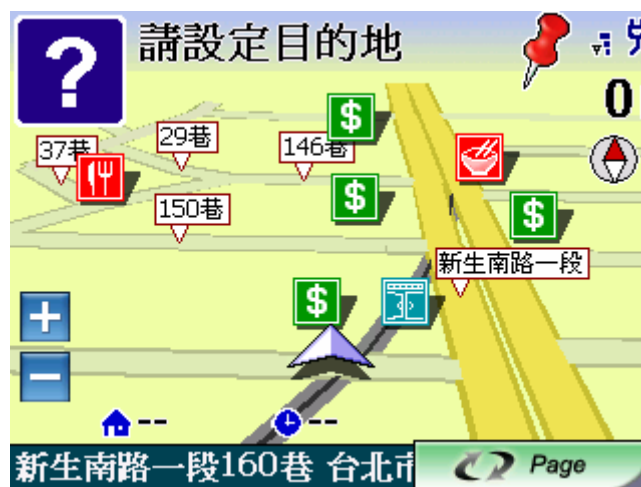 ?
請設定目的地
0
37巷
29巷
146巷
150巷
$
$
$
$
新生南路一段
+
−
--
--
新生南路一段160巷 台北市
Page